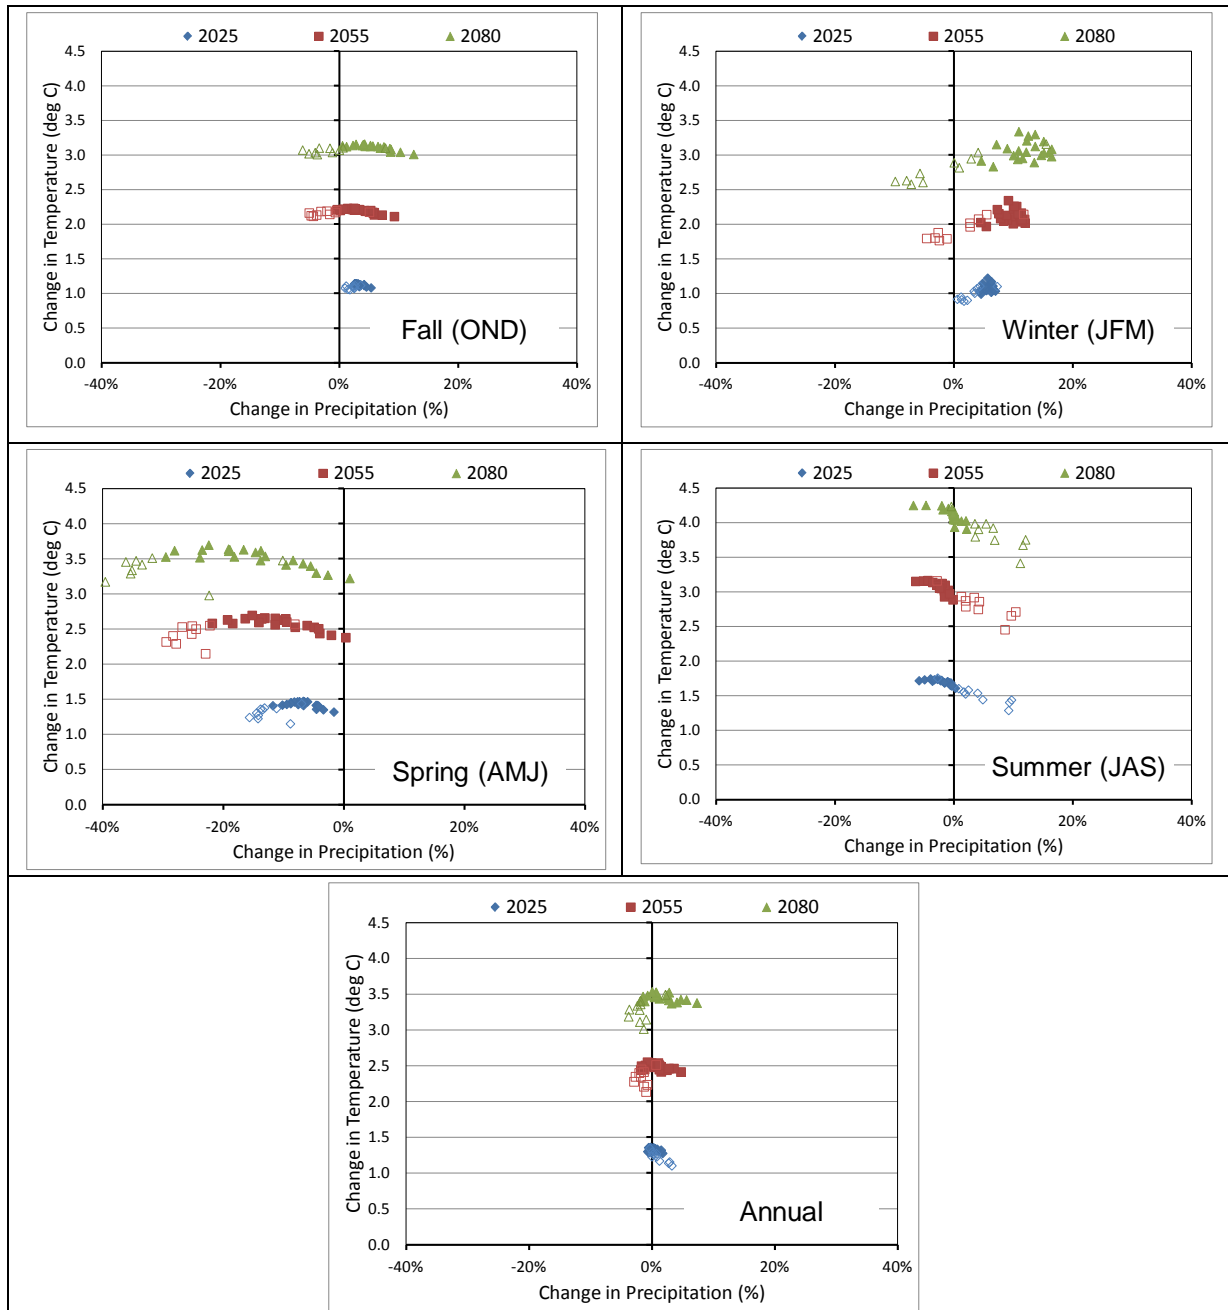 2025 2055 2080
4.5
4.0
3.5
3.0
2.5
2.0
1.5
1.0
0.5
0.0
Change in Temperature (deg C)
Fall (OND)
-40% -20% 0% 20% 40%
Change in Precipitation (%)
2025 2055 2080
4.5
4.0
3.5
3.0
2.5
2.0
1.5
1.0
0.5
0.0
Change in Temperature (deg C)
Winter (JFM)
-40% -20% 0% 20% 40%
Change in Precipitation (%)
2025 2055 2080
4.5
4.0
3.5
3.0
2.5
2.0
1.5
1.0
0.5
0.0
Change in Temperature (deg C)
Spring (AMJ)
-40% -20% 0% 20% 40%
Change in Precipitation (%)
2025 2055 2080
4.5
4.0
3.5
3.0
2.5
2.0
1.5
1.0
0.5
0.0
Change in Temperature (deg C)
Summer (JAS)
-40% -20% 0% 20% 40%
Change in Precipitation (%)
2025 2055 2080
4.5
4.0
3.5
3.0
2.5
2.0
1.5
1.0
0.5
0.0
Change in Temperature (deg C)
Annual
-40% -20% 0% 20% 40%
Change in Precipitation (%)